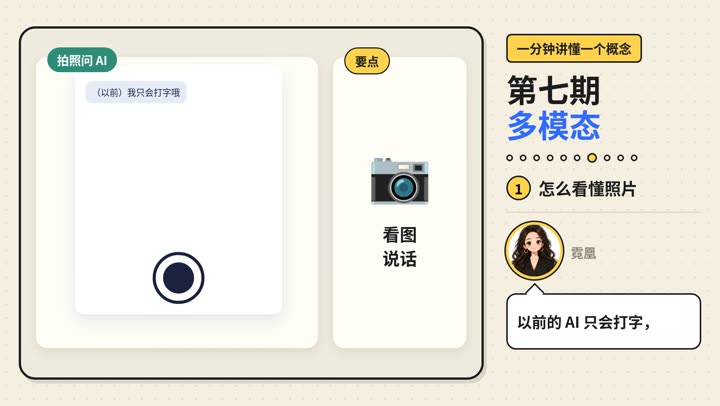 拍照问 AI
（以前）我只会打字哦
要点
看图
说话
一分钟讲懂一个概念
第七期
多模态
1 怎么看懂照片
霓凰
以前的 AI 只会打字，